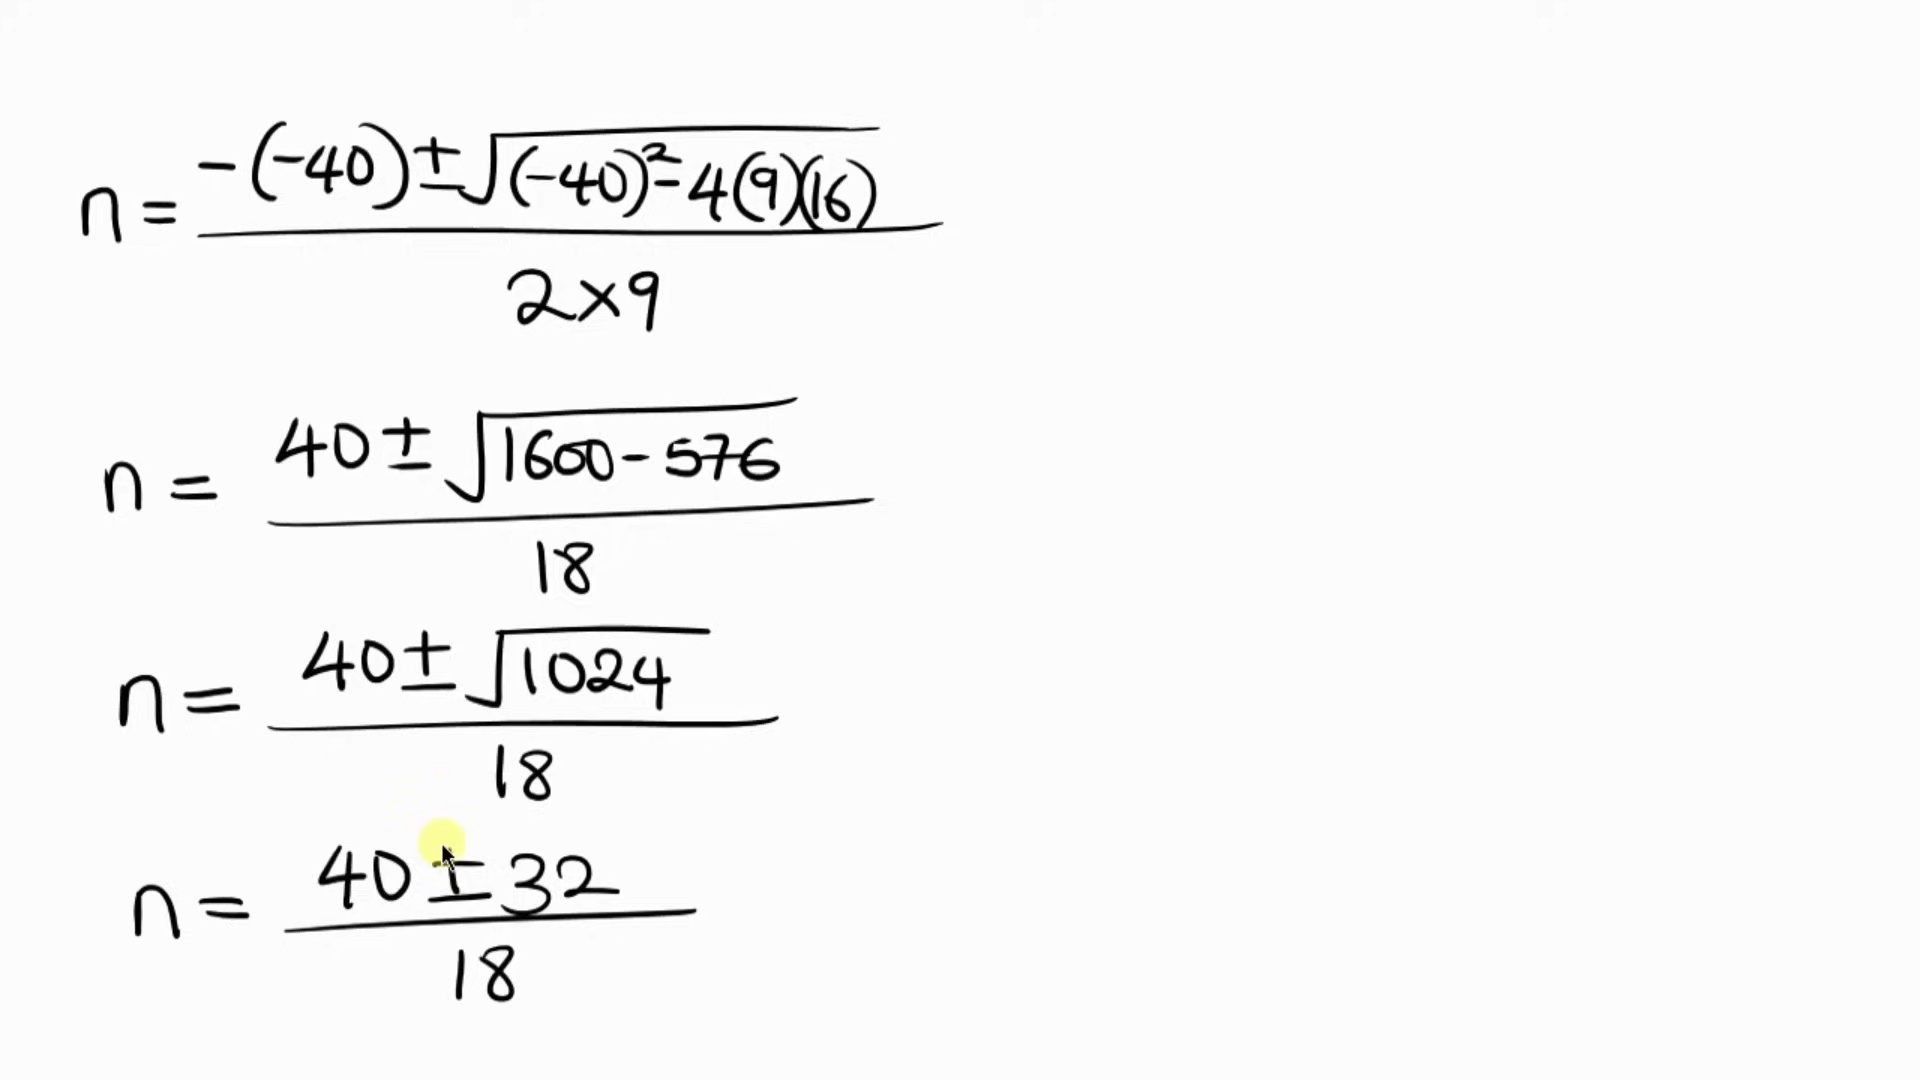 n = -(-40) ± √(-40)² - 4(9)(16)
2×9
n = 40 ± √1600 - 576
18
n = 40 ± √1024
18
n = 40 ± 32
18